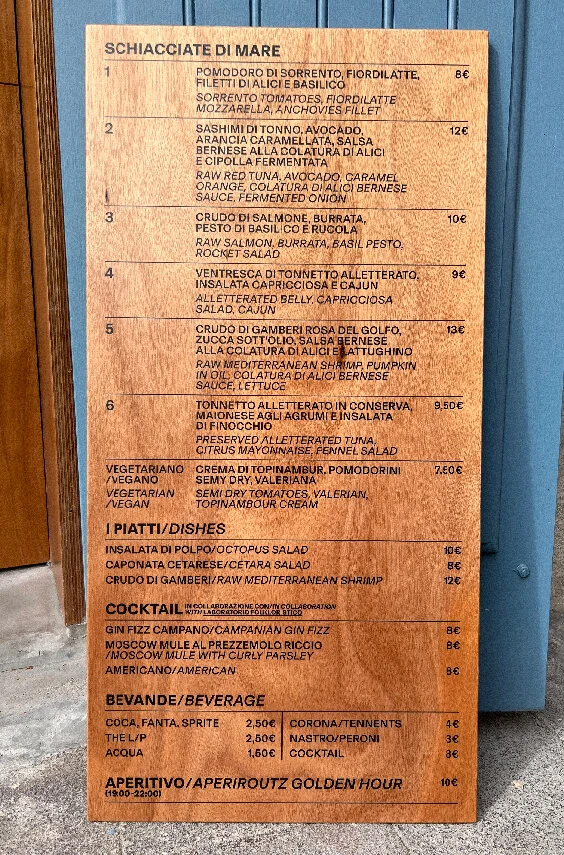 SCHIACCIATE DI MARE
1 POMODORO DI SORRENTO, FIORDILATTE, 8€
FILETTI DI ALICI E BASILICO
SORRENTO TOMATOES, FIORDILATTE
MOZZARELLA, ANCHOVIES FILLET
2 SASHIMI DI TONNO, AVOCADO, 12€
ARANCIA CARAMELLATA, SALSA
BERNESE ALLA COLATURA DI ALICI
E CIPOLLA FERMENTATA
RAW RED TUNA, AVOCADO, CARAMEL
ORANGE, COLATURA DI ALICI BERNESE
SAUCE, FERMENTED ONION
3 CRUDO DI SALMONE, BURRATA, 10€
PESTO DI BASILICO E RUCOLA
RAW SALMON, BURRATA, BASIL PESTO,
ROCKET SALAD
4 VENTRESCA DI TONNETTO ALLETTERATO, 9€
INSALATA CAPRICCIOSA E CAJUN
ALLETTERATED BELLY, CAPRICCIOSA
SALAD, CAJUN
5 CRUDO DI GAMBERI ROSA DEL GOLFO, 13€
ZUCCA SOTT'OLIO, SALSA BERNESE,
ALLA COLATURA DI ALICI E LATTUGHINO
RAW MEDITERRANEAN SHRIMP, PUMPKIN
IN OIL, COLATURA DI ALICI BERNESE
SAUCE, LETTUCE
6 TONNETTO ALLETTERATO IN CONSERVA, 9,50€
MAIONESE AGLI AGRUMI E INSALATA
DI FINOCCHIO
PRESERVED ALLETTERATED TUNA,
CITRUS MAYONNAISE, FENNEL SALAD
VEGETARIANO CREMA DI TOPINAMBUR, POMODORINI 7,50€
/VEGANO SEMY DRY, VALERIANA
VEGETARIAN SEMI DRY TOMATOES, VALERIAN,
/VEGAN TOPINAMBOUR CREAM
I PIATTI/DISHES
INSALATA DI POLPO/OCTOPUS SALAD 10€
CAPONATA CETARESE/CETARA SALAD 8€
CRUDO DI GAMBERI/RAW MEDITERRANEAN SHRIMP 12€
COCKTAIL IN COLLABORAZIONE CON/IN COLLABORATION
WITH LABORATORIO FOLKLORISTICO
GIN FIZZ CAMPANO/CAMPANIAN GIN FIZZ 8€
MOSCOW MULE AL PREZZEMOLO RICCIO 8€
/MOSCOW MULE WITH CURLY PARSLEY
AMERICANO/AMERICAN 8€
BEVANDE/BEVERAGE
COCA, FANTA, SPRITE 2,50€ CORONA/TENNENTS 4€
THE L/P 2,50€ NASTRO/PERONI 3€
ACQUA 1,50€ COCKTAIL 8€
APERITIVO/APERIROUTZ GOLDEN HOUR 10€
(19:00-22:00)